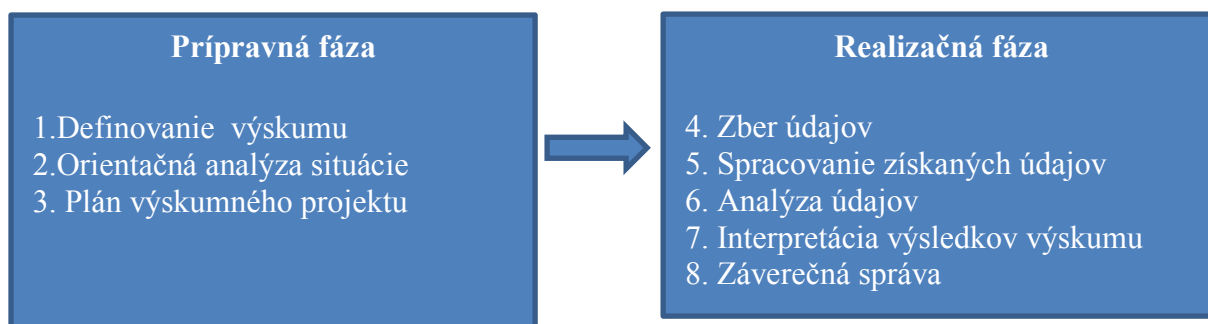 Prípravná fáza
1.Definovanie výskumu
2.Orientačná analýza situácie
3. Plán výskumného projektu
Realizačná fáza
4. Zber údajov
5. Spracovanie získaných údajov
6. Analýza údajov
7. Interpretácia výsledkov výskumu
8. Záverečná správa